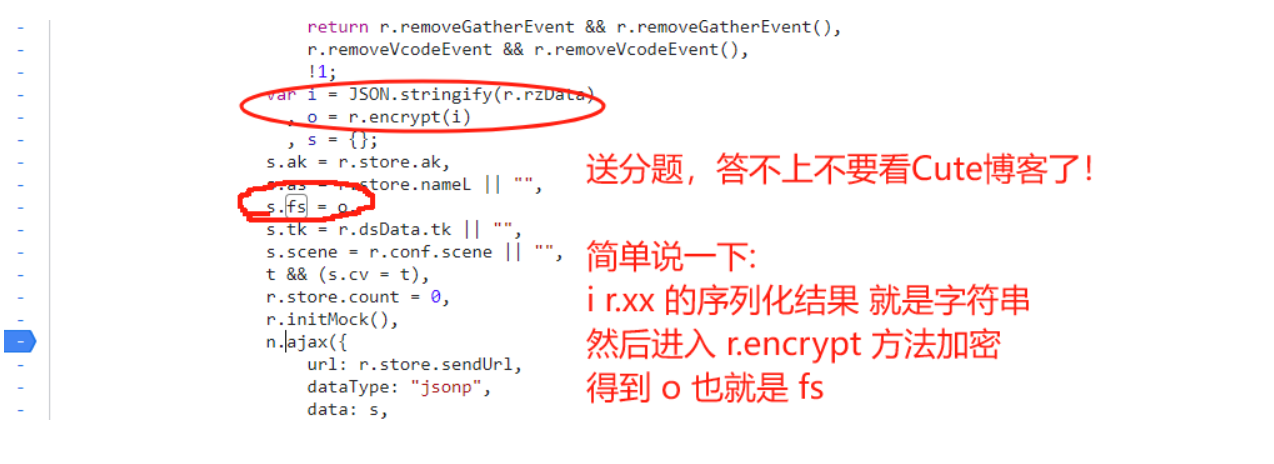 return r.removeGatherEvent && r.removeGatherEvent(),
r.removeVcodeEvent && r.removeVcodeEvent(),
!1;
var i = JSON.stringify(r.rzData)
, o = r.encrypt(i)
, s = {};
s.ak = r.store.ak,
s.as = r.store.nameL || "",
s.fs = o,
s.tk = r.dsData.tk || "",
s.scene = r.conf.scene || "",
t && (s.cv = t),
r.store.count = 0,
r.initMock(),
n.ajax({
url: r.store.sendUrl,
dataType: "jsonp",
data: s,
送分题，答不上不要看Cute博客了！
简单说一下:
i r.xx 的序列化结果 就是字符串
然后进入 r.encrypt 方法加密
得到 o 也就是 fs